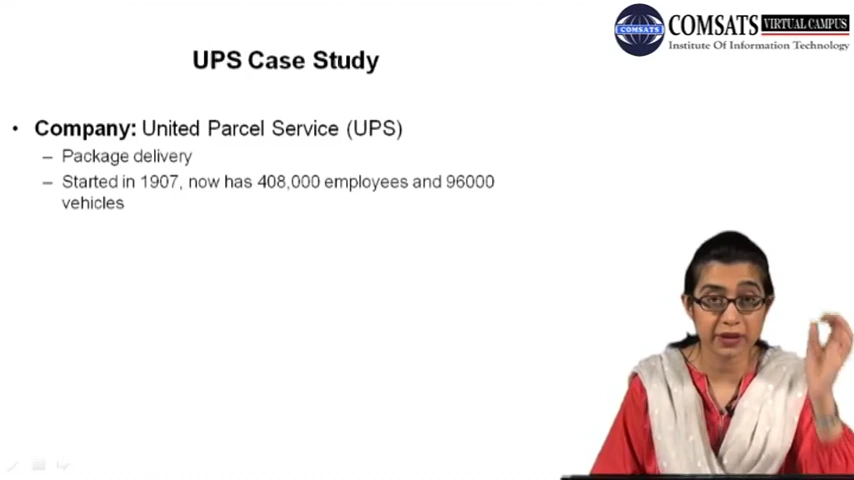 COMSATS VIRTUAL CAMPUS
COMSATS
Institute Of Information Technology
UPS Case Study
• Company: United Parcel Service (UPS)
– Package delivery
– Started in 1907, now has 408,000 employees and 96000
vehicles